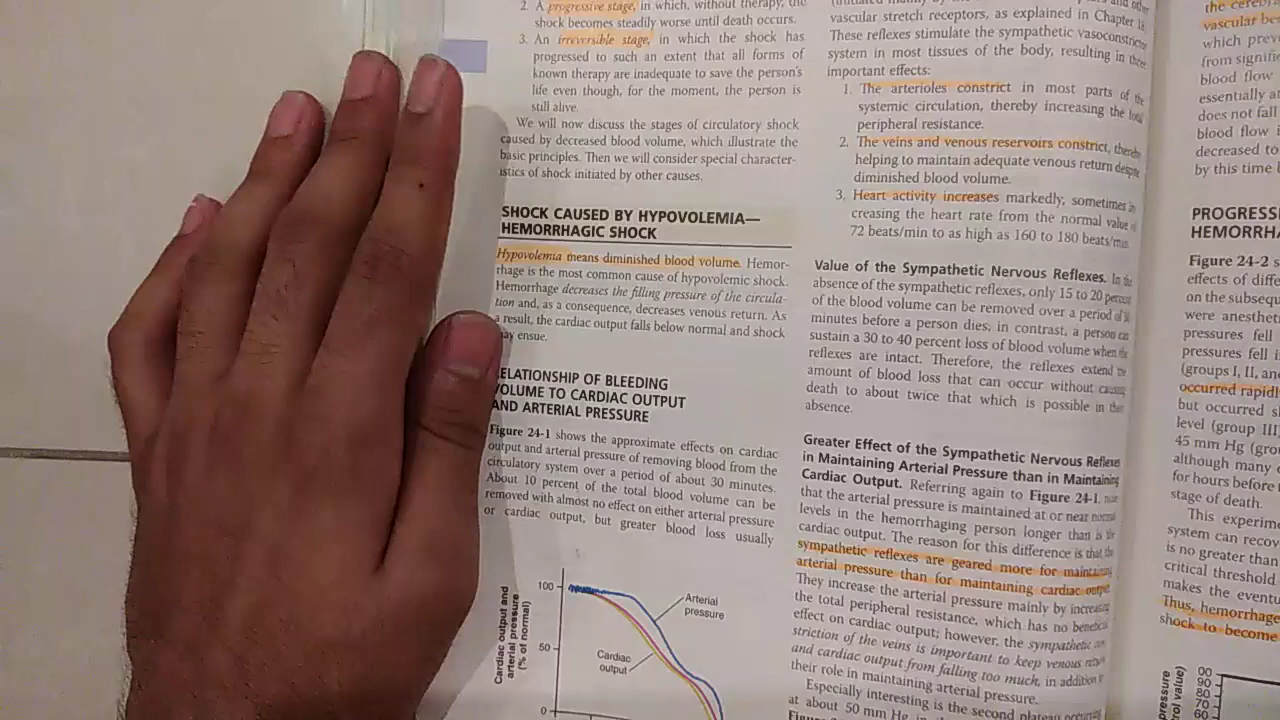 2. A progressive stage, in which, without therapy, the
shock becomes steadily worse until death occurs.
3. An irreversible stage, in which the shock has
progressed to such an extent that all forms of
known therapy are inadequate to save the person's
life even though, for the moment, the person is
still alive.
We will now discuss the stages of circulatory shock
caused by decreased blood volume, which illustrate the
basic principles. Then we will consider special character-
istics of shock initiated by other causes.
SHOCK CAUSED BY HYPOVOLEMIA—
HEMORRHAGIC SHOCK
Hypovolemia means diminished blood volume. Hemor-
rhage is the most common cause of hypovolemic shock.
Hemorrhage decreases the filling pressure of the circula-
tion and, as a consequence, decreases venous return. As
a result, the cardiac output falls below normal and shock
may ensue.
ELATIONSHIP OF BLEEDING
VOLUME TO CARDIAC OUTPUT
AND ARTERIAL PRESSURE
Figure 24-1 shows the approximate effects on cardiac
output and arterial pressure of removing blood from the
circulatory system over a period of about 30 minutes.
About 10 percent of the total blood volume can be
removed with almost no effect on either arterial pressure
or cardiac output, but greater blood loss usually
Cardiac output and
arterial pressure
(% of normal)
100
50
0
Arterial
pressure
Cardiac
output
vascular stretch receptors, as explained in Chapter 18.
These reflexes stimulate the sympathetic vasoconstrictor
system in most tissues of the body, resulting in three
important effects:
1. The arterioles constrict in most parts of the
systemic circulation, thereby increasing the total
peripheral resistance.
2. The veins and venous reservoirs constrict, thereby
helping to maintain adequate venous return despite
diminished blood volume.
3. Heart activity increases markedly, sometimes in
creasing the heart rate from the normal value of
72 beats/min to as high as 160 to 180 beats/min.
Value of the Sympathetic Nervous Reflexes. In the
absence of the sympathetic reflexes, only 15 to 20 percent
of the blood volume can be removed over a period of 30
minutes before a person dies; in contrast, a person can
sustain a 30 to 40 percent loss of blood volume when the
reflexes are intact. Therefore, the reflexes extend the
amount of blood loss that can occur without causing
death to about twice that which is possible in their
absence.
Greater Effect of the Sympathetic Nervous Reflexes
in Maintaining Arterial Pressure than in Maintaining
Cardiac Output. Referring again to Figure 24-1, note
that the arterial pressure is maintained at or near normal
levels in the hemorrhaging person longer than is the
cardiac output. The reason for this difference is that the
sympathetic reflexes are geared more for maintaining
arterial pressure than for maintaining cardiac output.
They increase the arterial pressure mainly by increasing
the total peripheral resistance, which has no beneficial
effect on cardiac output; however, the sympathetic con-
striction of the veins is important to keep venous return
and cardiac output from falling too much, in addition to
their role in maintaining arterial pressure.
Especially interesting is the second plateau occurring
at about 50 mm Hg in the
the cerebr
vascular be
which prev
from signifi
blood flow
essentially at
does not fall
blood flow
decreased to
by this time
PROGRESS
HEMORRHA
Figure 24-2 s
effects of diffe
on the subsequ
were anesthet
pressures fell
pressures fell i
(groups I, II, an
occurred rapidl
but occurred s
level (group III
45 mm Hg (gro
although many
for hours before
stage of death.
This experim
system can recov
is no greater than
critical threshold
makes the eventu
Thus, hemorrhage
shock to become
pressure
rol value)
00
90
80
70
60